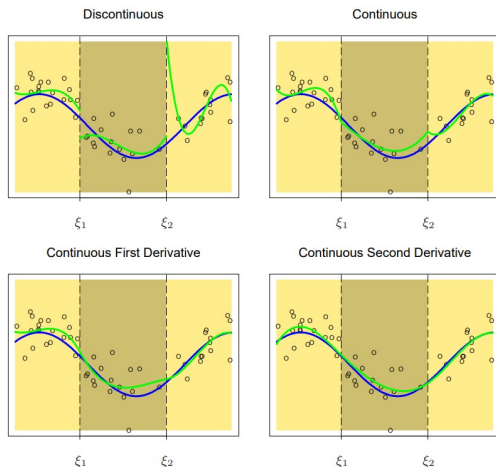 Discontinuous
Continuous
ξ1 ξ2
ξ1 ξ2
Continuous First Derivative
Continuous Second Derivative
ξ1 ξ2
ξ1 ξ2